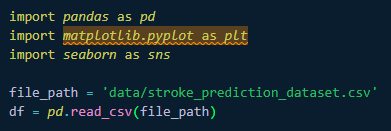 import pandas as pd
import matplotlib.pyplot as plt
import seaborn as sns
file_path = 'data/stroke_prediction_dataset.csv'
df = pd.read_csv(file_path)